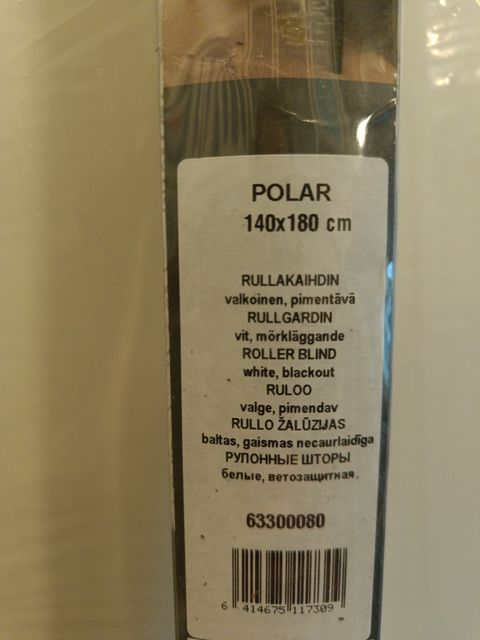 POLAR
140x180 cm
RULLAKAIHDIN
valkoinen, pimentävä
RULLGARDIN
vit, mörkläggande
ROLLER BLIND
white, blackout
RULOO
valge, pimendav
RULLO ŽALŪZIJAS
baltas, gaismas necaurlaidīga
РУЛОННЫЕ ШТОРЫ
белые, ветозащитная
63300080
6 414675 117309